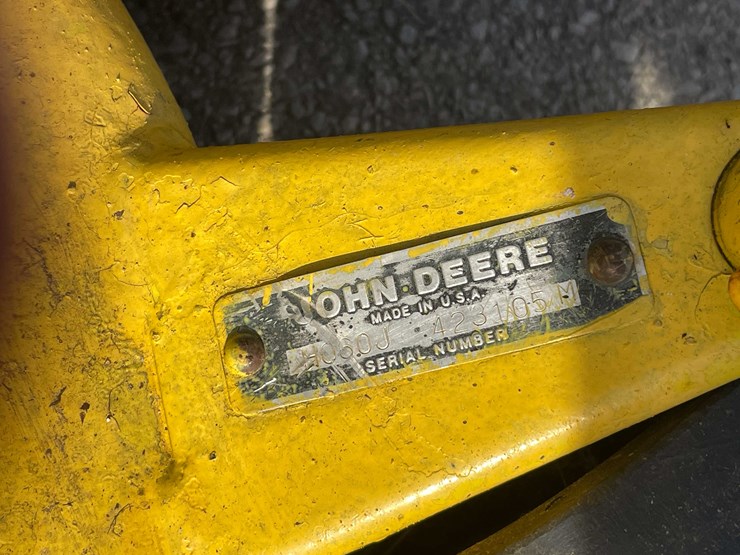 JOHN DEERE
MADE IN U.S.A.
423105M
SERIAL NUMBER